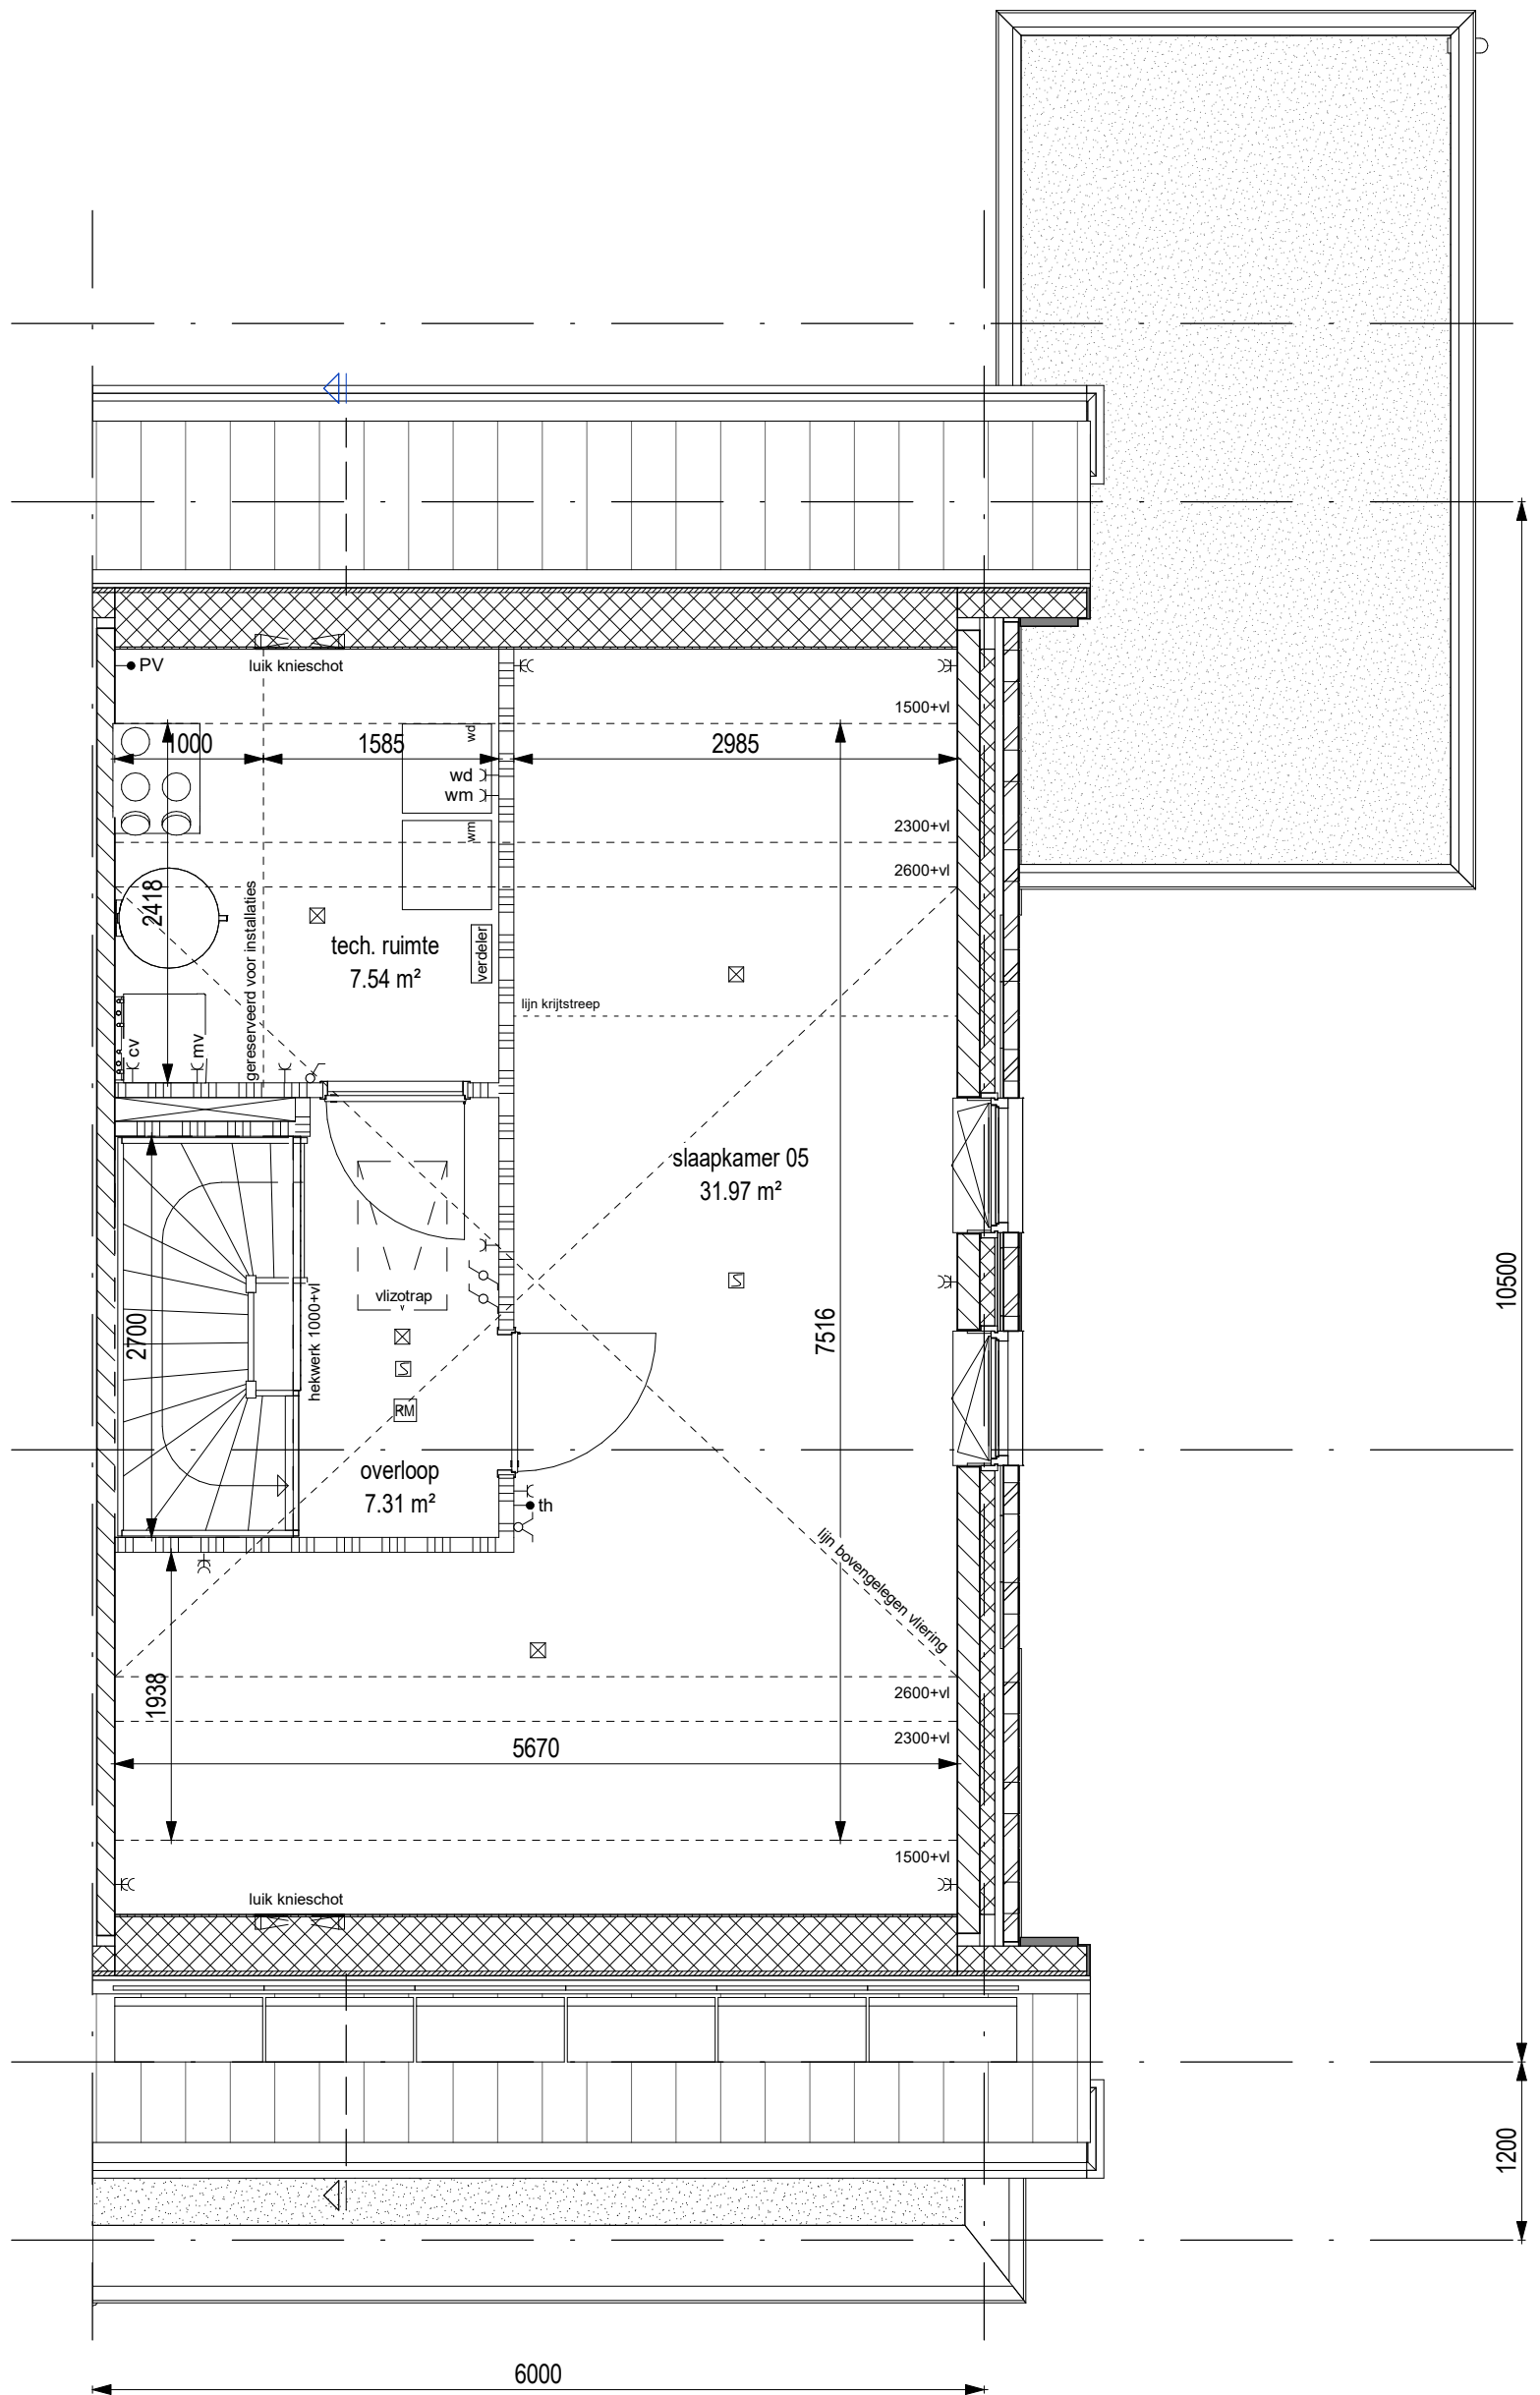 PV
luik knieschot
1500+vl
1000
1585
2985
wd
wd
wm
2300+vl
wm
2600+vl
2418
gereserveerd voor installaties
tech. ruimte
7.54 m²
verdeler
lijn krijtstreep
cv
mv
slaapkamer 05
31.97 m²
10500
vlizotrap
hekwerk 1000+vl
2700
7516
RM
overloop
7.31 m²
th
lijn bovengelegen vliering
1938
2600+vl
2300+vl
5670
1500+vl
luik knieschot
1200
6000